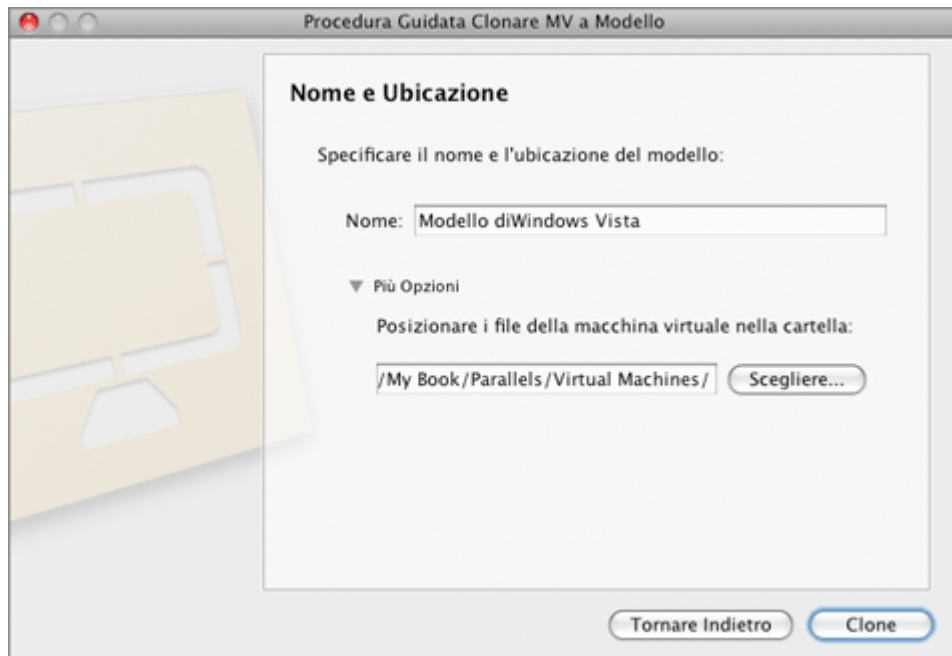 Procedura Guidata Clonare MV a Modello
Nome e Ubicazione
Specificare il nome e l'ubicazione del modello:
Nome: Modello diWindows Vista
Più Opzioni
Posizionare i file della macchina virtuale nella cartella:
/My Book/Parallels/Virtual Machines/ Scegliere...
Tornare Indietro Clone